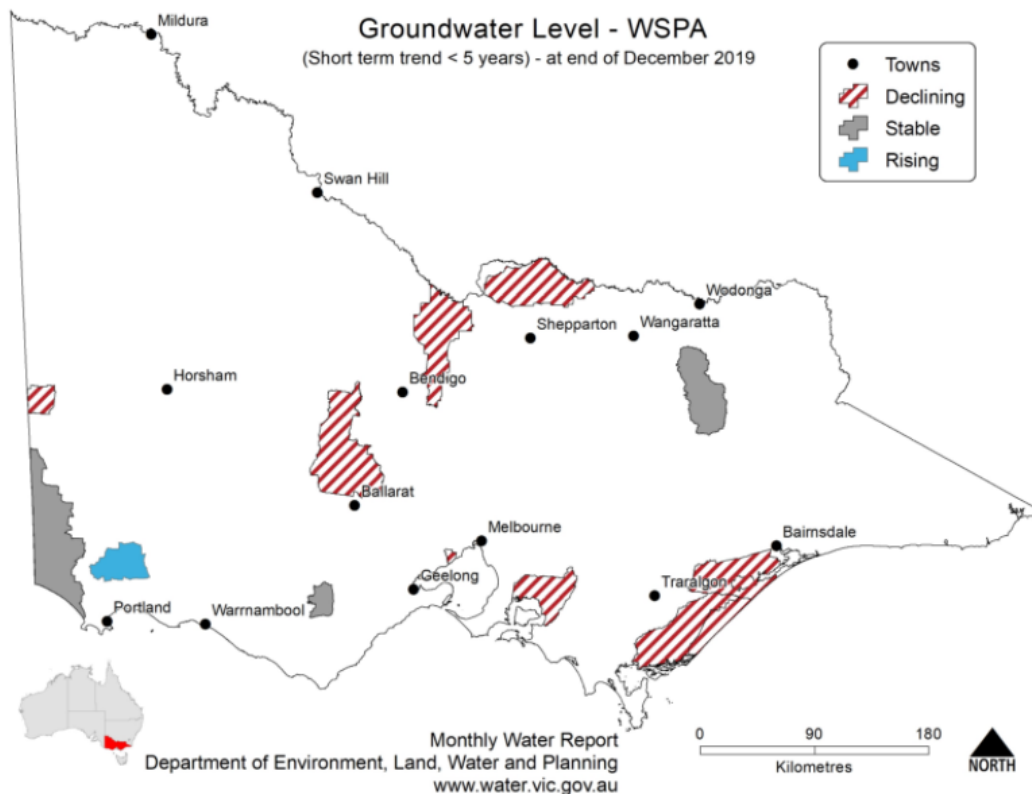 Groundwater Level - WSPA
(Short term trend < 5 years) - at end of December 2019
Towns
Declining
Stable
Rising
Mildura
Swan Hill
Wodonga
Shepparton
Wangaratta
Horsham
Bendigo
Ballarat
Melbourne
Bairnsdale
Geelong
Traralgon
Portland
Warrnambool
Monthly Water Report
Department of Environment, Land, Water and Planning
www.water.vic.gov.au
0 90 180
Kilometres
NORTH